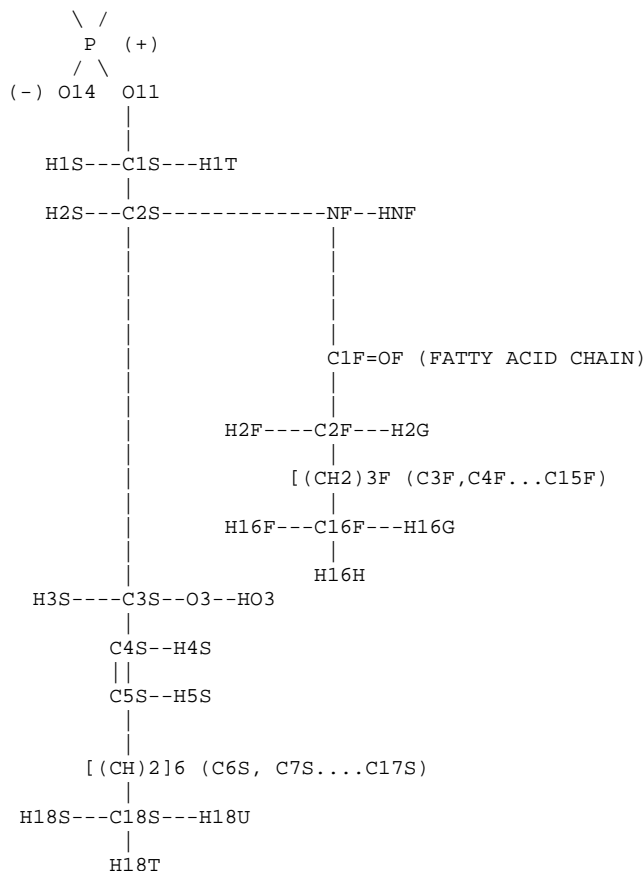 \ /
P (+)
/ \
(-) O14 O11
|
|
H1S---C1S---H1T
|
H2S---C2S-------------NF--HNF
| |
| |
| |
| |
| |
| C1F=OF (FATTY ACID CHAIN)
| |
| |
| H2F----C2F---H2G
| |
| [(CH2)3F (C3F,C4F...C15F)
| |
| H16F---C16F---H16G
| |
| H16H
H3S----C3S--O3--HO3
|
C4S--H4S
||
C5S--H5S
|
|
[(CH)2]6 (C6S, C7S....C17S)
|
H18S---C18S---H18U
|
H18T